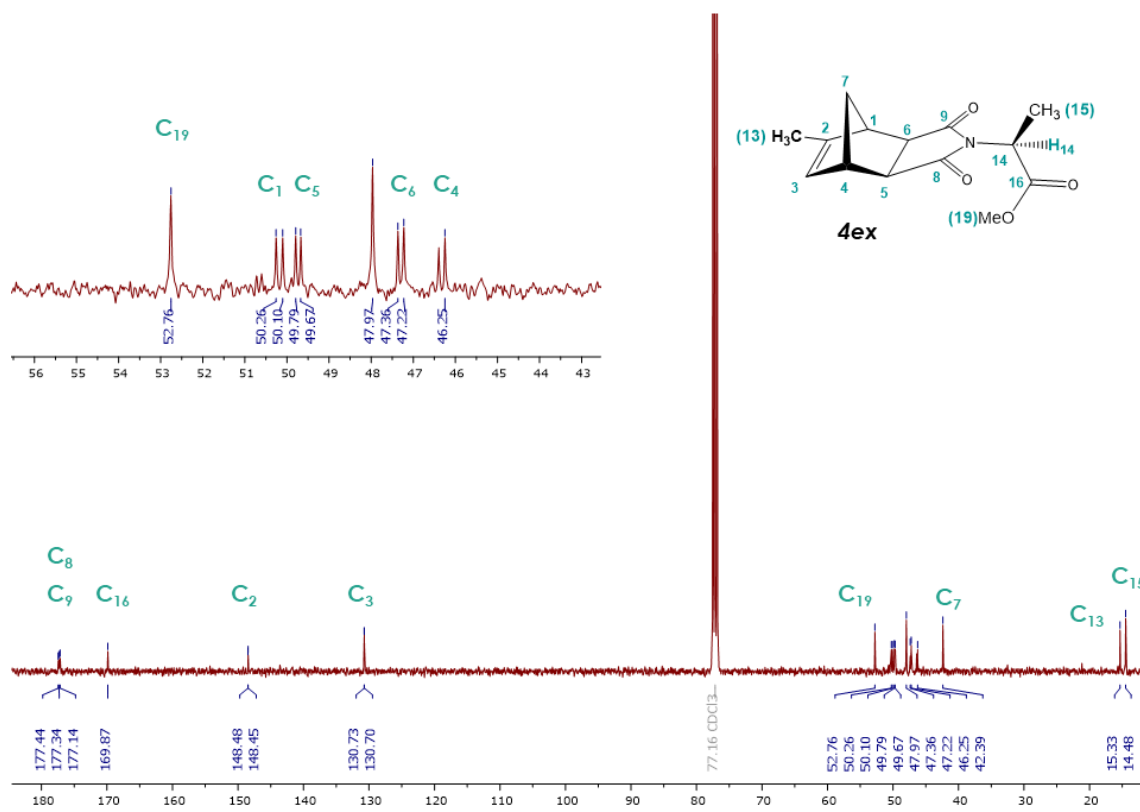 C19
C1
C5
C6
C4
52.76
50.26
50.10
49.79
49.67
47.97
47.36
47.22
46.25
56 55 54 53 52 51 50 49 48 47 46 45 44 43
7
(13) H3C
2
1
6
9
O
CH3 (15)
N
H14
14
3
4
5
8
O
16
O
(19)MeO
4ex
C8
C9
C16
C2
C3
C19
C7
C13
C15
177.44
177.34
177.14
169.87
148.48
148.45
130.73
130.70
77.16 CDCl3
52.76
50.26
50.10
49.79
49.67
47.97
47.36
47.22
46.25
42.39
15.33
14.48
180 170 160 150 140 130 120 110 100 90 80 70 60 50 40 30 20